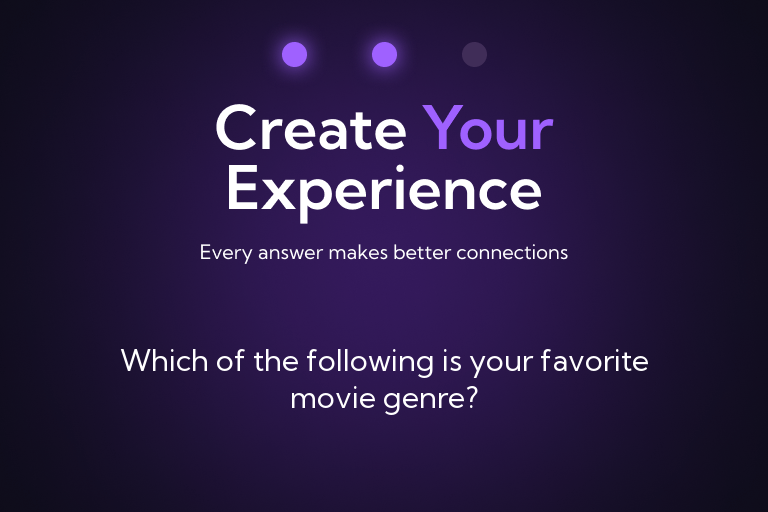 Create Your
Experience
Every answer makes better connections
Which of the following is your favorite
movie genre?